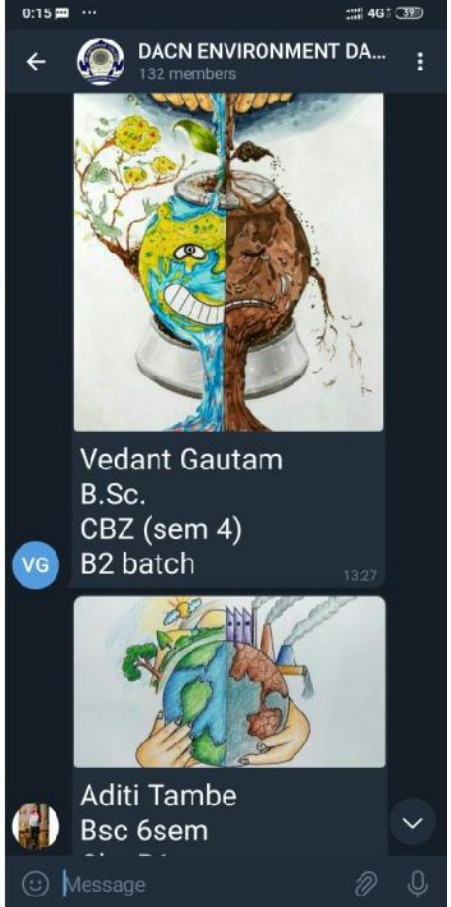 0:15 ...
4G 39
DACN ENVIRONMENT DA...
132 members
Vedant Gautam
B.Sc.
CBZ (sem 4)
B2 batch
VG
13:27
Aditi Tambe
Bsc 6sem
Message